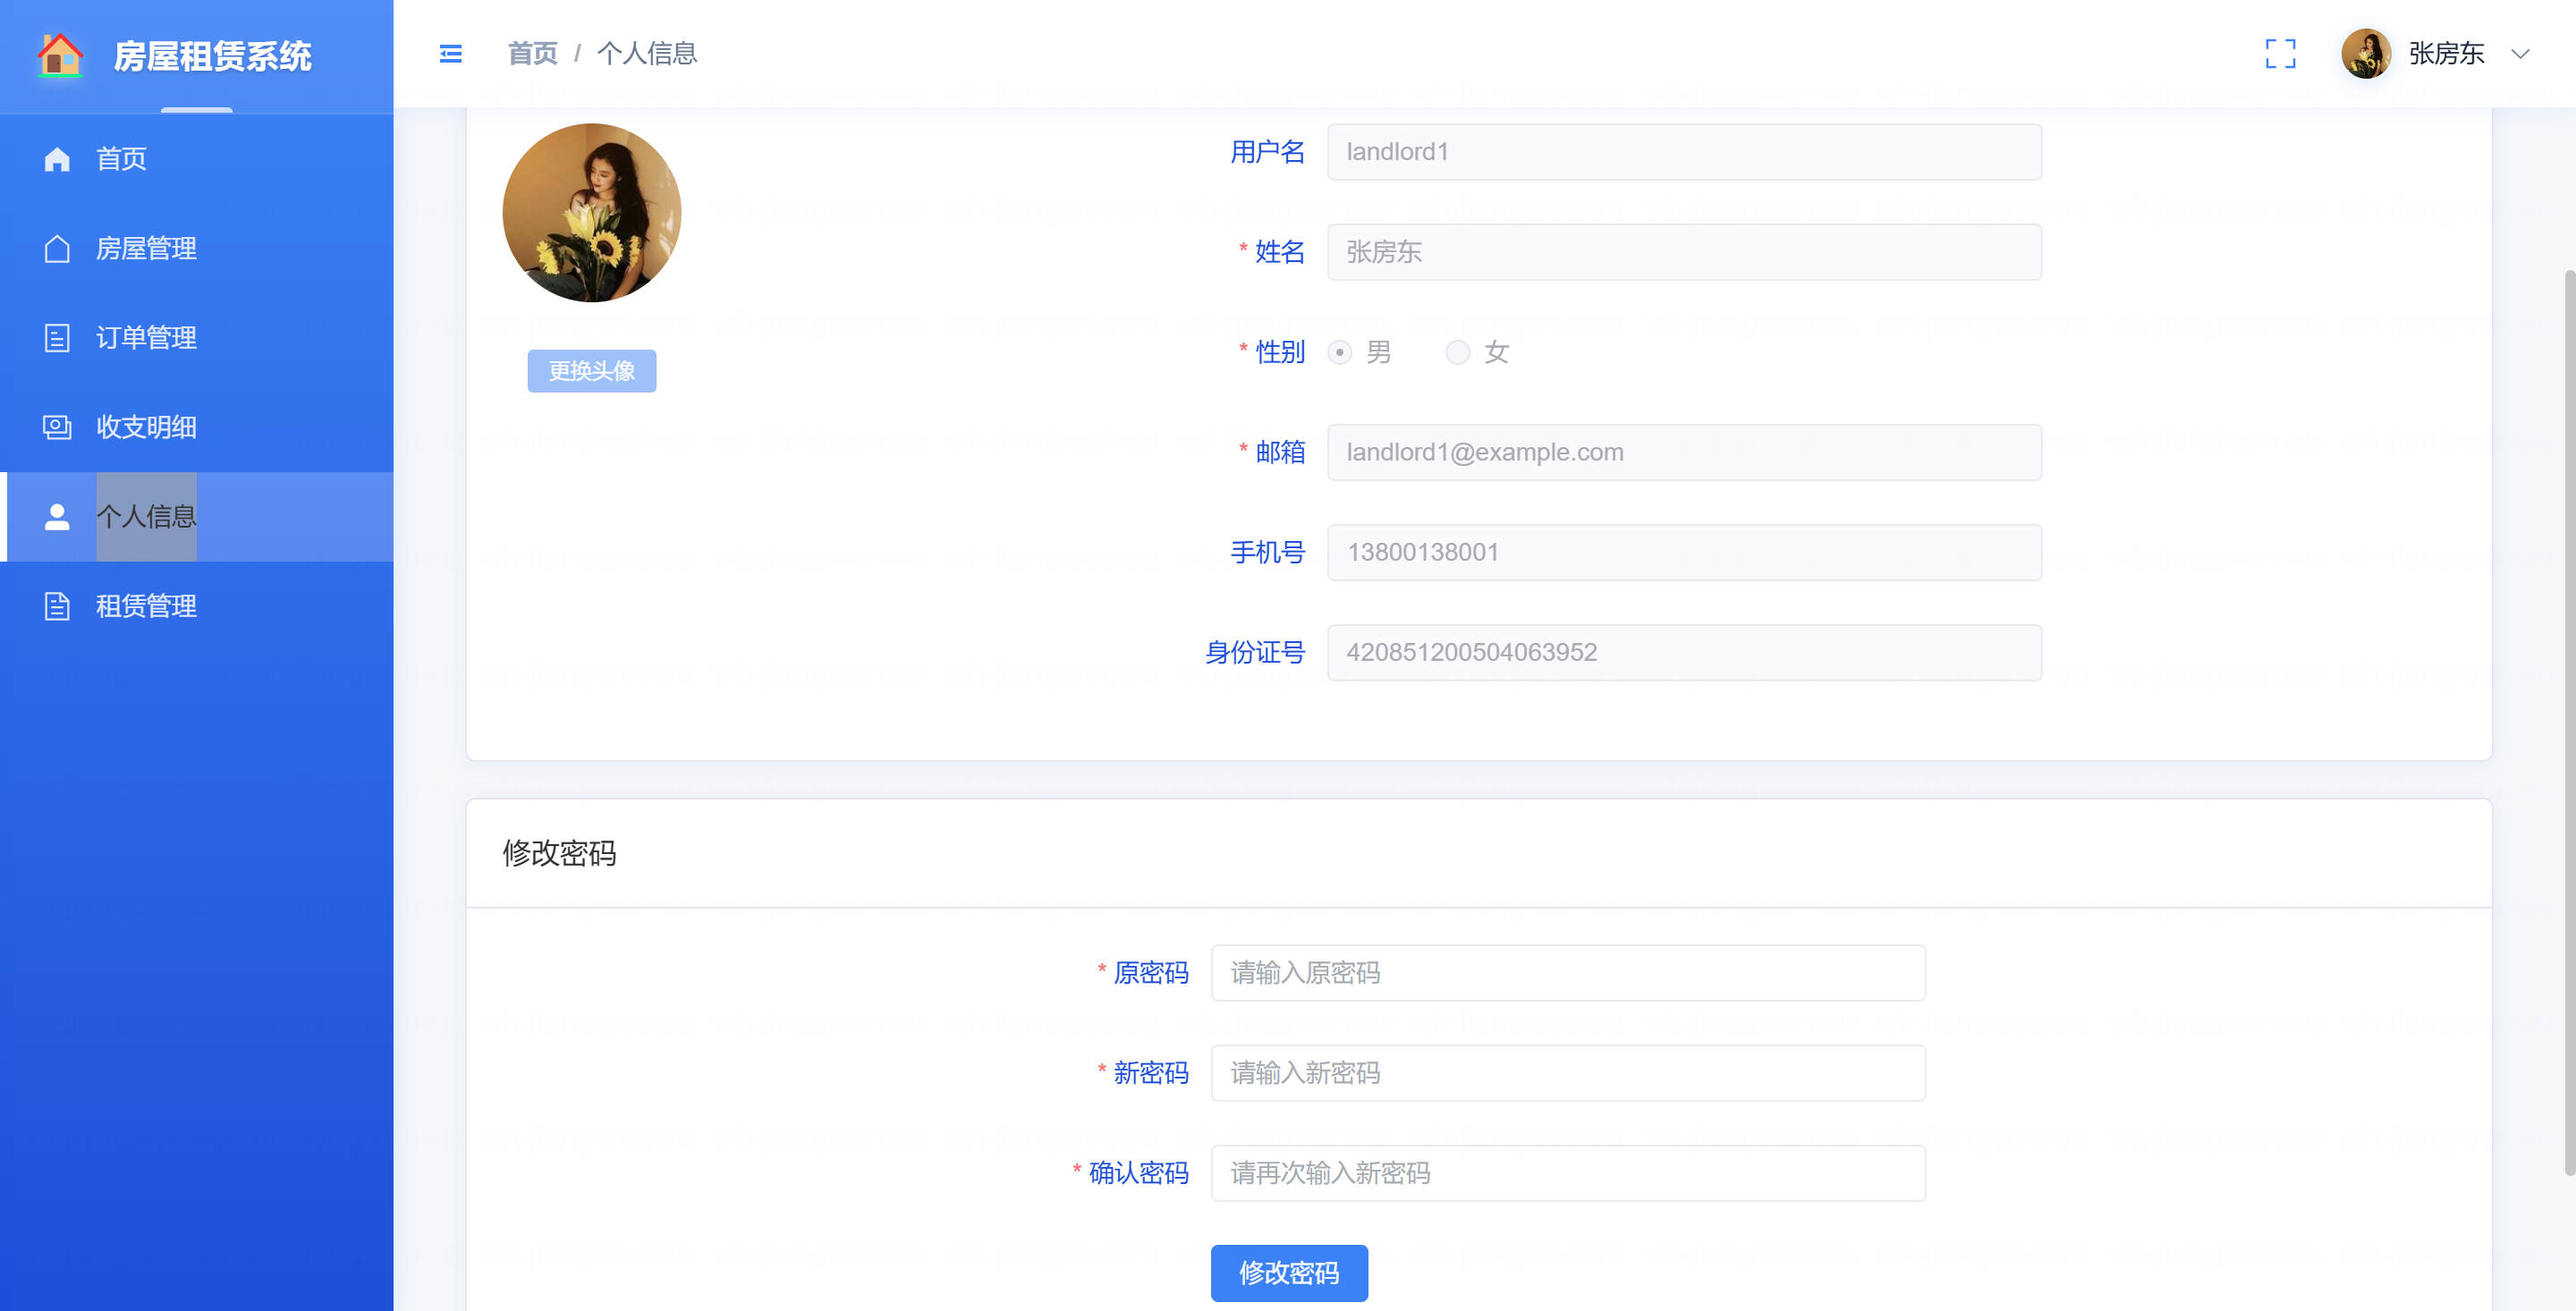 房屋租赁系统
首页 / 个人信息
张房东
首页
房屋管理
订单管理
收支明细
个人信息
租赁管理
更换头像
用户名 landlord1
* 姓名 张房东
* 性别 男 女
* 邮箱 landlord1@example.com
手机号 13800138001
身份证号 420851200504063952
修改密码
* 原密码 请输入原密码
* 新密码 请输入新密码
* 确认密码 请再次输入新密码
修改密码